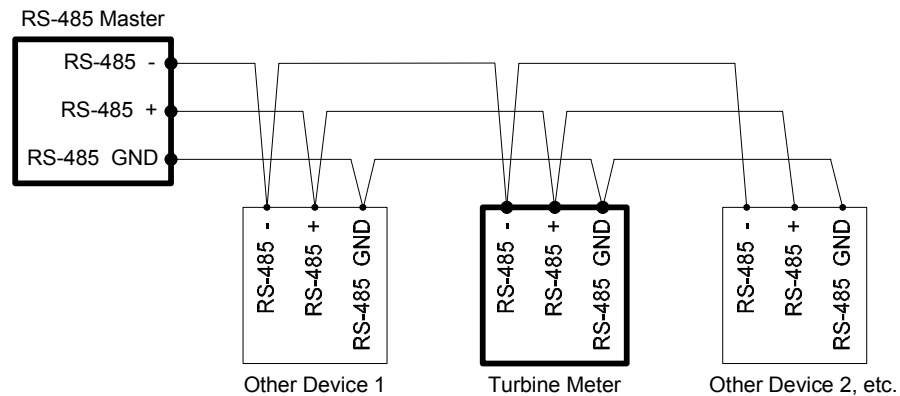 RS-485 Master
RS-485 -
RS-485 +
RS-485 GND
RS-485 -
RS-485 +
RS-485 GND
RS-485 -
RS-485 +
RS-485 GND
RS-485 -
RS-485 +
RS-485 GND
Other Device 1
Turbine Meter
Other Device 2, etc.